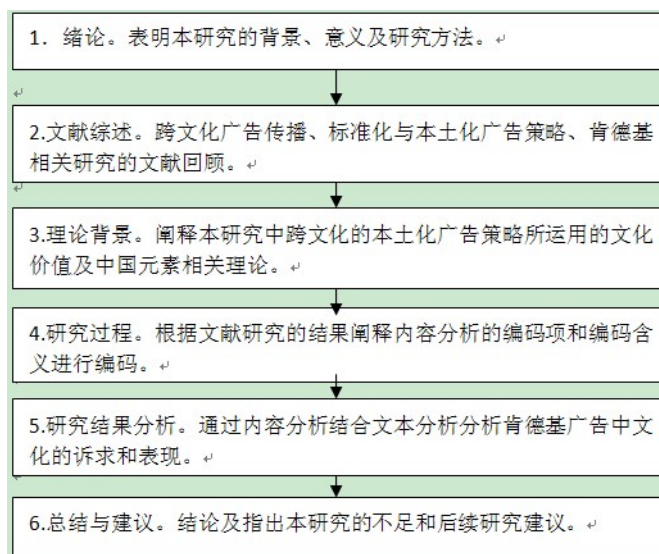 1. 绪论。表明本研究的背景、意义及研究方法。
2.文献综述。跨文化广告传播、标准化与本土化广告策略、肯德基
相关研究的文献回顾。
3.理论背景。阐释本研究中跨文化的本土化广告策略所运用的文化
价值及中国元素相关理论。
4.研究过程。根据文献研究的结果阐释内容分析的编码项和编码含
义进行编码。
5.研究结果分析。通过内容分析结合文本分析分析肯德基广告中文
化的诉求和表现。
6.总结与建议。结论及指出本研究的不足和后续研究建议。